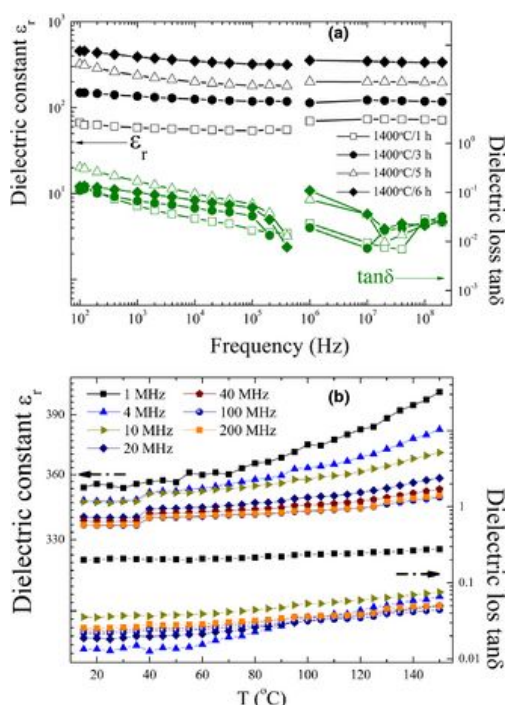 (a)
Dielectric constant εr
10³
10²
10¹
εr
1400°C/1 h
1400°C/3 h
1400°C/5 h
1400°C/6 h
tanδ
Dielectric loss tanδ
10⁻¹
10⁻²
10⁻³
10² 10³ 10⁴ 10⁵ 10⁶ 10⁷ 10⁸
Frequency (Hz)
(b)
Dielectric constant εr
390
360
330
1 MHz
4 MHz
10 MHz
20 MHz
40 MHz
100 MHz
200 MHz
Dielectric los tanδ
1
0.1
0.01
20 40 60 80 100 120 140
T (°C)